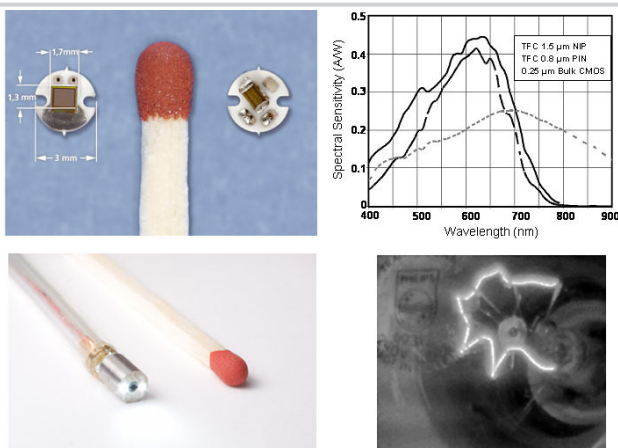 1,7mm
1,3 mm
3 mm
Spectral Sensitivity (A/W)
0.5
0.4
0.3
0.2
0.1
0
TFC 1.5 µm NIP
TFC 0.8 µm PIN
0.25 µm Bulk CMOS
400 500 600 700 800 900
Wavelength (nm)
PHILIPS